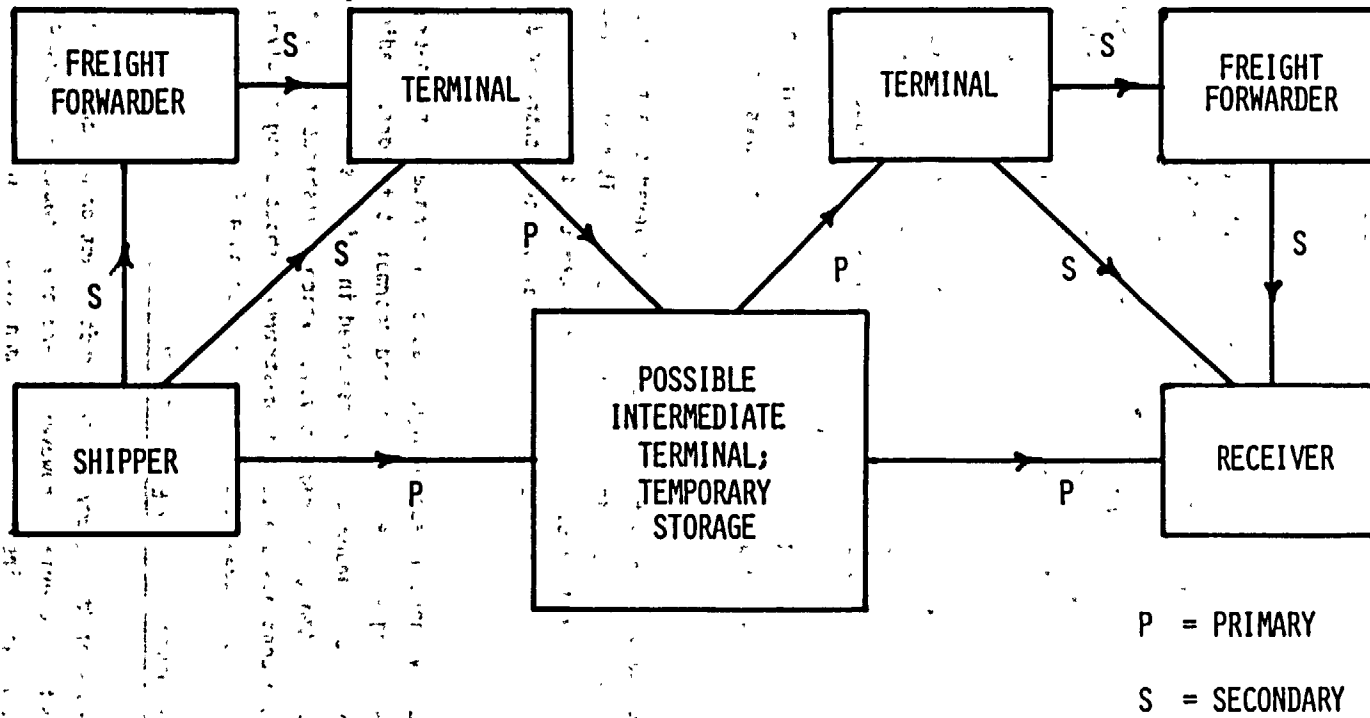 FREIGHT
FORWARDER
S
TERMINAL
TERMINAL
S
FREIGHT
FORWARDER
S
S
P
P
S
S
SHIPPER
P
POSSIBLE
INTERMEDIATE
TERMINAL;
TEMPORARY
STORAGE
P
RECEIVER
P = PRIMARY
S = SECONDARY